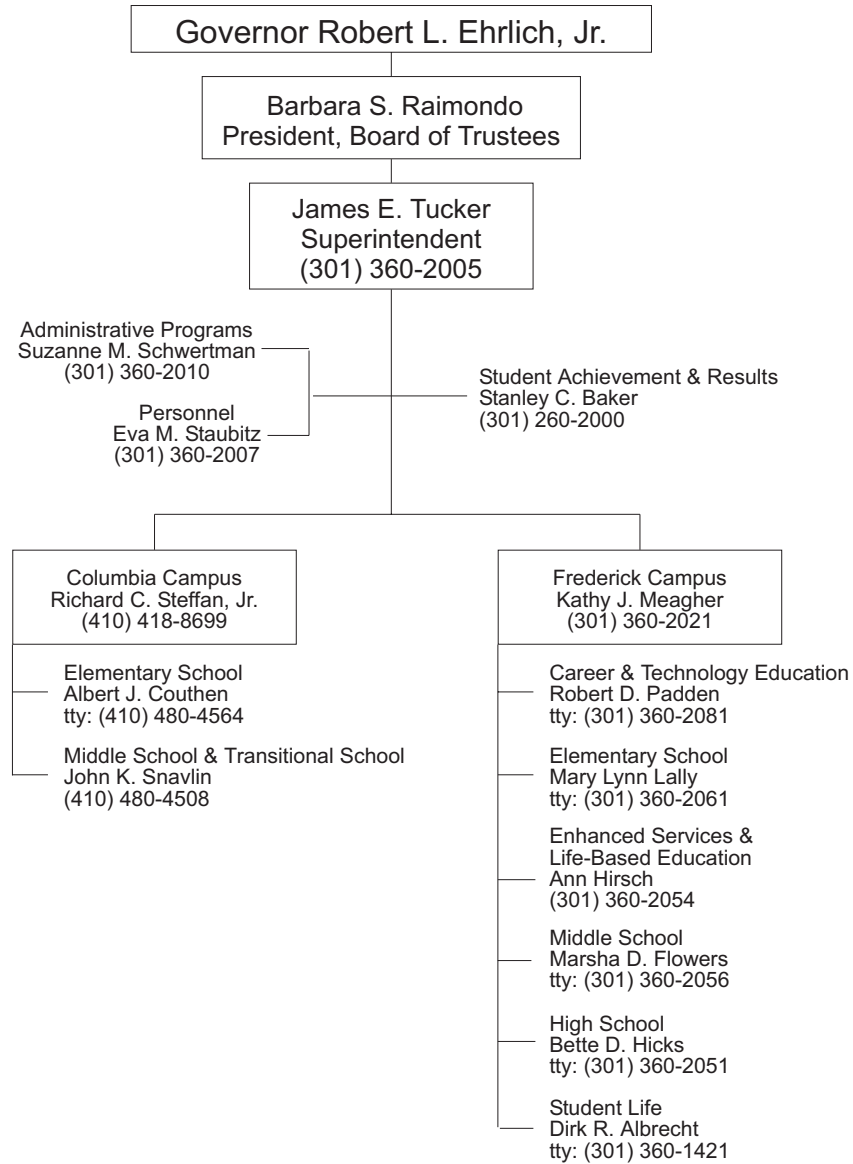 Governor Robert L. Ehrlich, Jr.
Barbara S. Raimondo
President, Board of Trustees
James E. Tucker
Superintendent
(301) 360-2005
Administrative Programs
Suzanne M. Schwertman
(301) 360-2010
Personnel
Eva M. Staubitz
(301) 360-2007
Student Achievement & Results
Stanley C. Baker
(301) 260-2000
Columbia Campus
Richard C. Steffan, Jr.
(410) 418-8699
Elementary School
Albert J. Couthen
tty: (410) 480-4564
Middle School & Transitional School
John K. Snavlin
(410) 480-4508
Frederick Campus
Kathy J. Meagher
(301) 360-2021
Career & Technology Education
Robert D. Padden
tty: (301) 360-2081
Elementary School
Mary Lynn Lally
tty: (301) 360-2061
Enhanced Services &
Life-Based Education
Ann Hirsch
(301) 360-2054
Middle School
Marsha D. Flowers
tty: (301) 360-2056
High School
Bette D. Hicks
tty: (301) 360-2051
Student Life
Dirk R. Albrecht
tty: (301) 360-1421